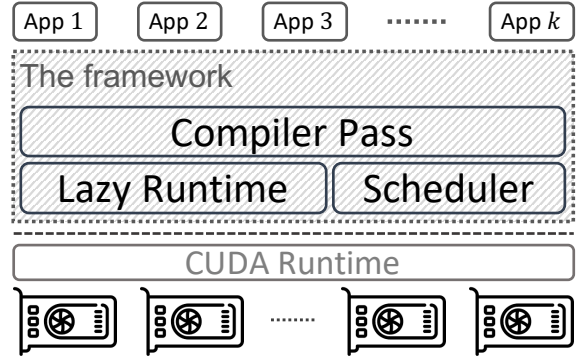 App 1 App 2 App 3 ....... App k
The framework
Compiler Pass
Lazy Runtime Scheduler
CUDA Runtime
........